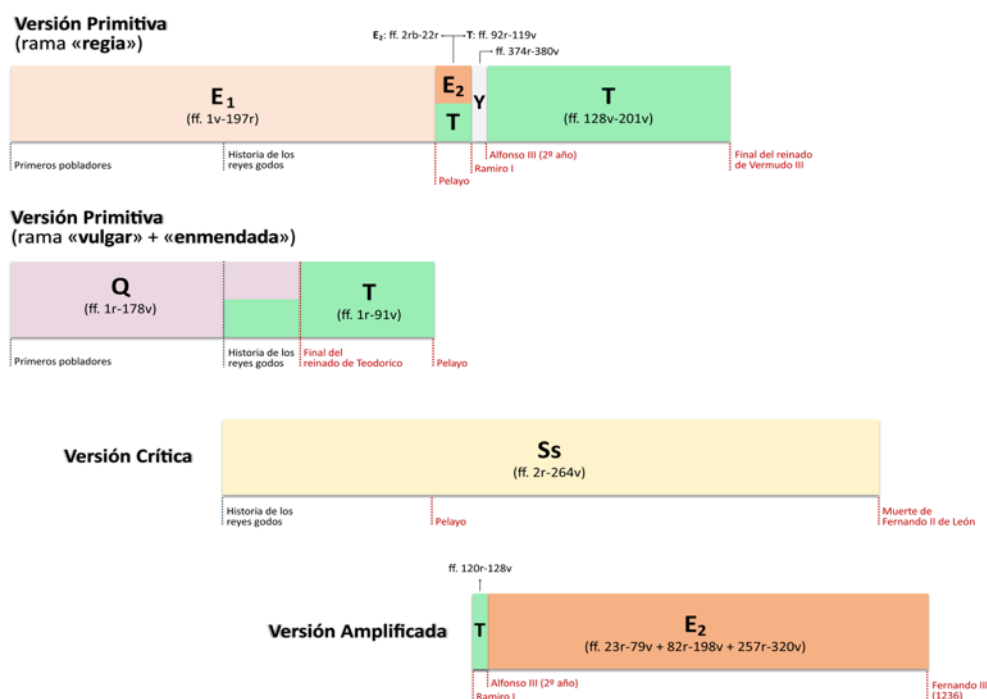 Versión Primitiva
(rama «regia»)
E₂: ff. 2rb-22r
T: ff. 92r-119v
ff. 374r-380v
E₁
(ff. 1v-197r)
E₂
T
Y
T
(ff. 128v-201v)
Primeros pobladores
Historia de los
reyes godos
Pelayo
Ramiro I
Alfonso III (2º año)
Final del reinado
de Vermudo III
Versión Primitiva
(rama «vulgar» + «enmendada»)
Q
(ff. 1r-178v)
T
(ff. 1r-91v)
Primeros pobladores
Historia de los
reyes godos
Final del
reinado de Teodorico
Pelayo
Versión Crítica
Ss
(ff. 2r-264v)
Historia de los
reyes godos
Pelayo
Muerte de
Fernando II de León
ff. 120r-128v
Versión Amplificada
T
E₂
(ff. 23r-79v + 82r-198v + 257r-320v)
Alfonso III (2º año)
Ramiro I
Fernando III
(1236)